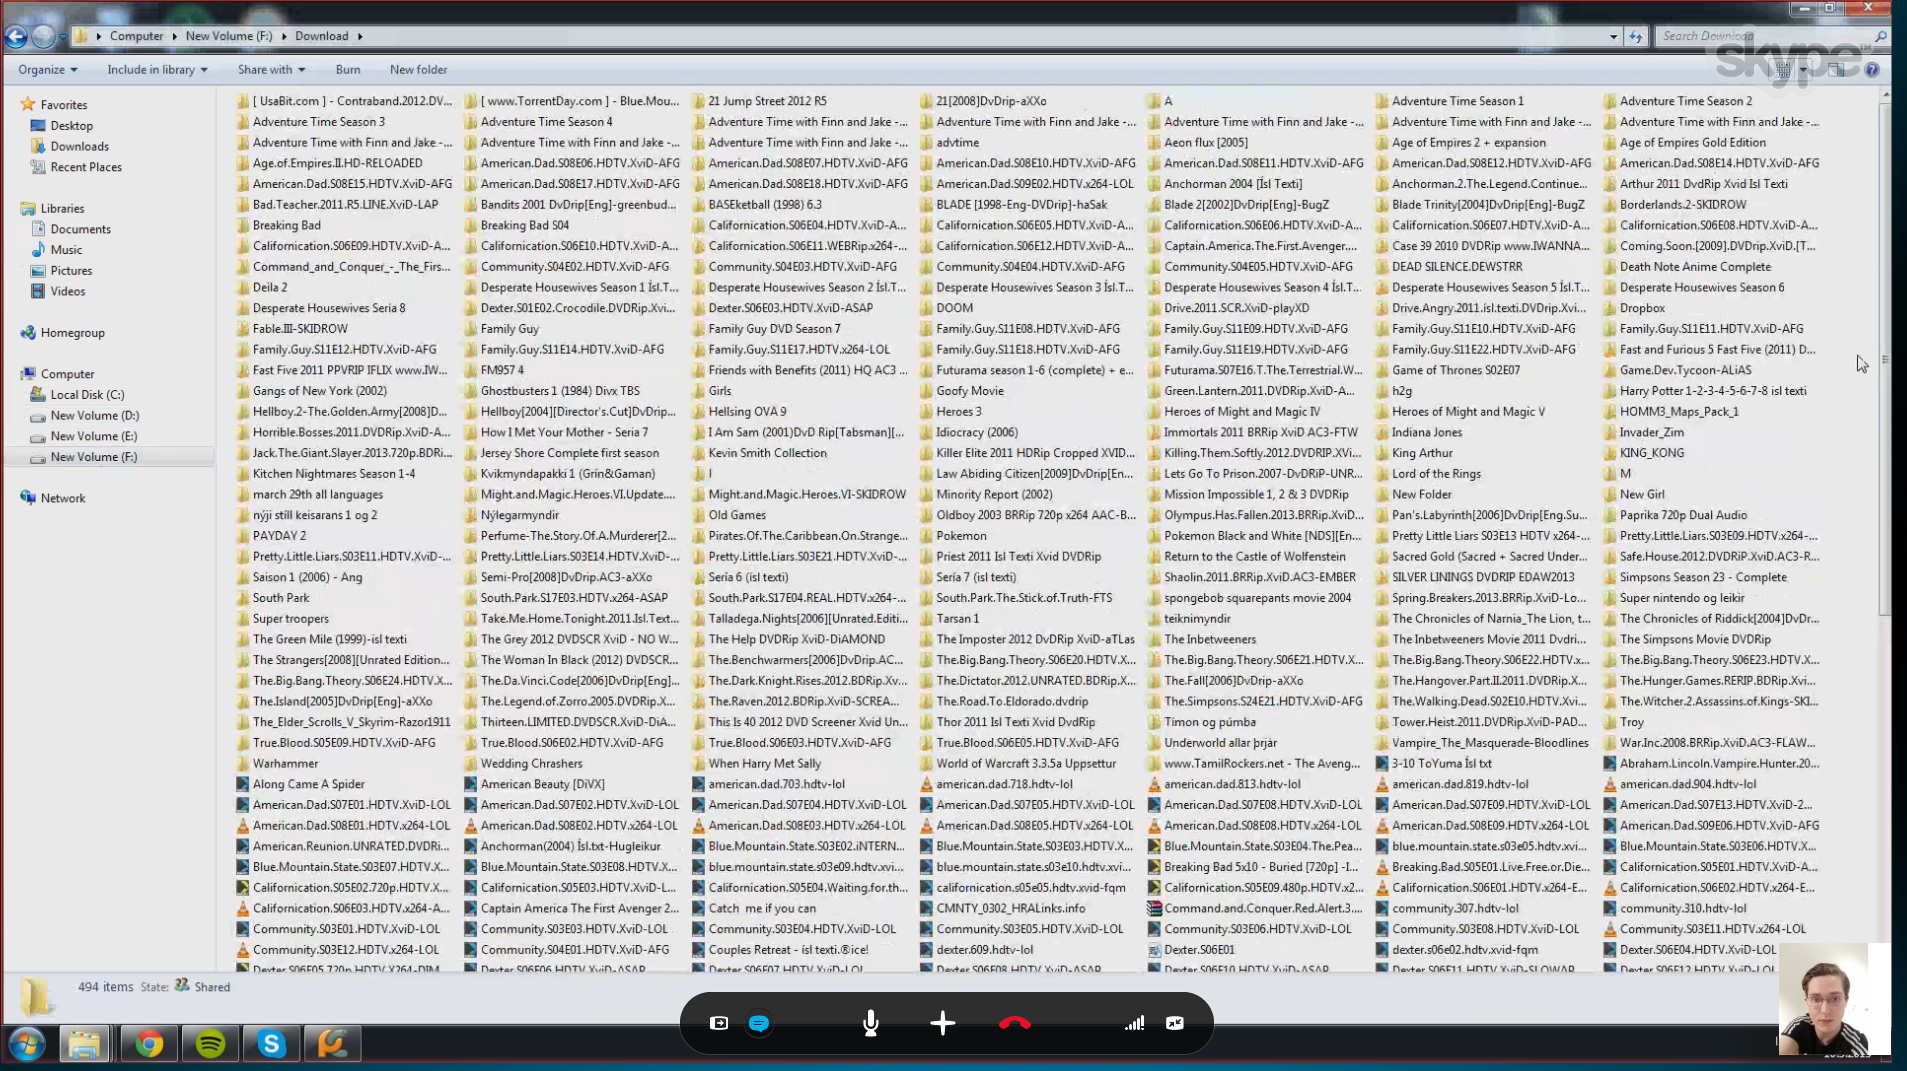 Computer ▸ New Volume (F:) ▸ Download ▸
Search Download
skype™
Organize Include in library Share with Burn New folder
Favorites
Desktop
Downloads
Recent Places
Libraries
Documents
Music
Pictures
Videos
Homegroup
Computer
Local Disk (C:)
New Volume (D:)
New Volume (E:)
New Volume (F:)
Network
[ UsaBit.com ] - Contraband.2012.DV... [ www.TorrentDay.com ] - Blue.Mou... 21 Jump Street 2012 R5 21[2008]DvDrip-aXXo A Adventure Time Season 1 Adventure Time Season 2
Adventure Time Season 3 Adventure Time Season 4 Adventure Time with Finn and Jake -... Adventure Time with Finn and Jake -... Adventure Time with Finn and Jake -... Adventure Time with Finn and Jake -... Adventure Time with Finn and Jake -...
Adventure Time with Finn and Jake -... Adventure Time with Finn and Jake -... Adventure Time with Finn and Jake -... advtime Aeon flux [2005] Age of Empires 2 + expansion Age of Empires Gold Edition
Age.of.Empires.II.HD-RELOADED American.Dad.S08E06.HDTV.XviD-AFG American.Dad.S08E07.HDTV.XviD-AFG American.Dad.S08E10.HDTV.XviD-AFG American.Dad.S08E11.HDTV.XviD-AFG American.Dad.S08E12.HDTV.XviD-AFG American.Dad.S08E14.HDTV.XviD-AFG
American.Dad.S08E15.HDTV.XviD-AFG American.Dad.S08E17.HDTV.XviD-AFG American.Dad.S08E18.HDTV.XviD-AFG American.Dad.S09E02.HDTV.x264-LOL Anchorman 2004 [Ísl Texti] Anchorman.2.The.Legend.Continue... Arthur 2011 DvdRip Xvid Isl Texti
Bad.Teacher.2011.R5.LINE.XviD-LAP Bandits 2001 DvDrip[Eng]-greenbud... BASEketball (1998) 6.3 BLADE [1998-Eng-DVDrip]-haSak Blade 2[2002]DvDrip[Eng]-BugZ Blade Trinity[2004]DvDrip[Eng]-BugZ Borderlands.2-SKIDROW
Breaking Bad Breaking Bad S04 Californication.S06E04.HDTV.XviD-A... Californication.S06E05.HDTV.XviD-A... Californication.S06E06.HDTV.XviD-A... Californication.S06E07.HDTV.XviD-A... Californication.S06E08.HDTV.XviD-A...
Californication.S06E09.HDTV.XviD-A... Californication.S06E10.HDTV.XviD-A... Californication.S06E11.WEBRip.x264-... Californication.S06E12.HDTV.XviD-A... Captain.America.The.First.Avenger.... Case 39 2010 DVDRip www.IWANNA... Coming.Soon.[2009].DvDrip.XviD.[T...
Command_and_Conquer_-_The_Firs... Community.S04E02.HDTV.XviD-AFG Community.S04E03.HDTV.XviD-AFG Community.S04E04.HDTV.XviD-AFG Community.S04E05.HDTV.XviD-AFG DEAD SILENCE.DEWSTRR Death Note Anime Complete
Deila 2 Desperate Housewives Season 1 Ísl.T... Desperate Housewives Season 2 Ísl.T... Desperate Housewives Season 3 Ísl.T... Desperate Housewives Season 4 Ísl.T... Desperate Housewives Season 5 Ísl.T... Desperate Housewives Season 6
Desperate Housewives Sería 8 Dexter.S01E02.Crocodile.DVDRip.Xvi... Dexter.S06E03.HDTV.XviD-ASAP DOOM Drive.2011.SCR.XviD-playXD Drive.Angry.2011.ísl.texti.DVDrip.Xvi... Dropbox
Fable.III-SKIDROW Family Guy Family Guy DVD Season 7 Family.Guy.S11E08.HDTV.XviD-AFG Family.Guy.S11E09.HDTV.XviD-AFG Family.Guy.S11E10.HDTV.XviD-AFG Family.Guy.S11E11.HDTV.XviD-AFG
Family.Guy.S11E12.HDTV.XviD-AFG Family.Guy.S11E14.HDTV.XviD-AFG Family.Guy.S11E17.HDTV.x264-LOL Family.Guy.S11E18.HDTV.XviD-AFG Family.Guy.S11E19.HDTV.XviD-AFG Family.Guy.S11E22.HDTV.XviD-AFG Fast and Furious 5 Fast Five (2011) D...
Fast Five 2011 PPVRIP IFLIX www.IW... FM957 4 Friends with Benefits (2011) HQ AC3 ... Futurama season 1-6 (complete) + e... Futurama.S07E16.T.The.Terrestrial.W... Game of Thrones S02E07 Game.Dev.Tycoon-ALiAS
Gangs of New York (2002) Ghostbusters 1 (1984) Divx TBS Girls Goofy Movie Green.Lantern.2011.DVDRip.XviD-A... h2g Harry Potter 1-2-3-4-5-6-7-8 isl texti
Hellboy.2-The.Golden.Army[2008]D... Hellboy[2004][Director's.Cut]DvDrip... Hellsing OVA 9 Heroes 3 Heroes of Might and Magic IV Heroes of Might and Magic V HOMM3_Maps_Pack_1
Horrible.Bosses.2011.DVDRip.XviD-A... How I Met Your Mother - Seria 7 I Am Sam (2001)DvD Rip[Tabsman][... Idiocracy (2006) Immortals 2011 BRRip XviD AC3-FTW Indiana Jones Invader_Zim
Jack.The.Giant.Slayer.2013.720p.BDRi... Jersey Shore Complete first season Kevin Smith Collection Killer Elite 2011 HDRip Cropped XVID... Killing.Them.Softly.2012.DVDRIP.XVi... King Arthur KING_KONG
Kitchen Nightmares Season 1-4 Kvikmyndapakki 1 (Grín&Gaman) l Law Abiding Citizen[2009]DvDrip[En... Lets Go To Prison.2007-DvDriP-UNR... Lord of the Rings M
march 29th all languages Might.and.Magic.Heroes.VI.Update.... Might.and.Magic.Heroes.VI-SKIDROW Minority Report (2002) Mission Impossible 1, 2 & 3 DVDRip New Folder New Girl
nýji stíll keisarans 1 og 2 Nýlegarmyndir Old Games Oldboy 2003 BRRip 720p x264 AAC-B... Olympus.Has.Fallen.2013.BRRip.XviD... Pan's.Labyrinth[2006]DvDrip[Eng.Su... Paprika 720p Dual Audio
PAYDAY 2 Perfume-The.Story.Of.A.Murderer[2... Pirates.Of.The.Caribbean.On.Strange... Pokemon Pokemon Black and White [NDS][En... Pretty Little Liars S03E13 HDTV x264-... Pretty.Little.Liars.S03E09.HDTV.x264-...
Pretty.Little.Liars.S03E11.HDTV.XviD-... Pretty.Little.Liars.S03E14.HDTV.XviD-... Pretty.Little.Liars.S03E21.HDTV.XviD-... Priest 2011 Isl Texti Xvid DVDRip Return to the Castle of Wolfenstein Sacred Gold (Sacred + Sacred Under... Safe.House.2012.DVDRiP.XviD.AC3-R...
Saison 1 (2006) - Ang Semi-Pro[2008]DvDrip.AC3-aXXo Sería 6 (ísl texti) Sería 7 (isl texti) Shaolin.2011.BRRip.XviD.AC3-EMBER SILVER LININGS DVDRIP EDAW2013 Simpsons Season 23 - Complete
South Park South.Park.S17E03.HDTV.x264-ASAP South.Park.S17E04.REAL.HDTV.x264-... South.Park.The.Stick.of.Truth-FTS spongebob squarepants movie 2004 Spring.Breakers.2013.BRRip.XviD-Lo... Super nintendo og leikir
Super troopers Take.Me.Home.Tonight.2011.Ísl.Text... Talladega.Nights[2006][Unrated.Editi... Tarsan 1 teiknimyndir The Chronicles of Narnia_The Lion, t... The Chronicles of Riddick[2004]DvDr...
The Green Mile (1999)-isl texti The Grey 2012 DVDSCR XviD - NO W... The Help DVDRip XviD-DiAMOND The Imposter 2012 DvDRip XviD-aTLas The Inbetweeners The Inbetweeners Movie 2011 Dvdri... The Simpsons Movie DVDRip
The Strangers[2008][Unrated Edition... The Woman In Black (2012) DVDSCR... The.Benchwarmers[2006]DvDrip.AC... The.Big.Bang.Theory.S06E20.HDTV.X... The.Big.Bang.Theory.S06E21.HDTV.X... The.Big.Bang.Theory.S06E22.HDTV.x... The.Big.Bang.Theory.S06E23.HDTV.X...
The.Big.Bang.Theory.S06E24.HDTV.X... The.Da.Vinci.Code[2006]DvDrip[Eng]... The.Dark.Knight.Rises.2012.BDRip.Xv... The.Dictator.2012.UNRATED.BDRip.X... The.Fall[2006]DvDrip-aXXo The.Hangover.Part.II.2011.DVDRip.X... The.Hunger.Games.RERIP.BDRip.XviD...
The.Island[2005]DvDrip[Eng]-aXXo The.Legend.of.Zorro.2005.DVDRip.X... The.Raven.2012.BDRip.XviD-SCREA... The.Road.To.Eldorado.dvdrip The.Simpsons.S24E21.HDTV.XviD-AFG The.Walking.Dead.S02E10.HDTV.XviD... The.Witcher.2.Assassins.of.Kings-SKI...
The_Elder_Scrolls_V_Skyrim-Razor1911 Thirteen.LIMITED.DVDSCR.XviD-DiA... This Is 40 2012 DVD Screener Xvid Un... Thor 2011 Isl Texti Xvid DvdRip Tímon og púmba Tower.Heist.2011.DVDRip.XviD-PAD... Troy
True.Blood.S05E09.HDTV.XviD-AFG True.Blood.S06E02.HDTV.XviD-AFG True.Blood.S06E03.HDTV.XviD-AFG True.Blood.S06E05.HDTV.XviD-AFG Underworld allar þrjár Vampire_The_Masquerade-Bloodlines War.Inc.2008.BRRip.XviD.AC3-FLAW...
Warhammer Wedding Chrashers When Harry Met Sally World of Warcraft 3.3.5a Uppsettur www.TamilRockers.net - The Aveng... 3-10 ToYuma Ísl txt Abraham.Lincoln.Vampire.Hunter.20...
Along Came A Spider American Beauty [DiVX] american.dad.703.hdtv-lol american.dad.718.hdtv-lol american.dad.813.hdtv-lol american.dad.819.hdtv-lol american.dad.904.hdtv-lol
American.Dad.S07E01.HDTV.XviD-LOL American.Dad.S07E02.HDTV.XviD-LOL American.Dad.S07E04.HDTV.XviD-LOL American.Dad.S07E05.HDTV.XviD-LOL American.Dad.S07E08.HDTV.XviD-LOL American.Dad.S07E09.HDTV.XviD-LOL American.Dad.S07E13.HDTV.XviD-2...
American.Dad.S08E01.HDTV.x264-LOL American.Dad.S08E02.HDTV.x264-LOL American.Dad.S08E03.HDTV.x264-LOL American.Dad.S08E05.HDTV.x264-LOL American.Dad.S08E08.HDTV.x264-LOL American.Dad.S08E09.HDTV.x264-LOL American.Dad.S09E06.HDTV.XviD-AFG
American.Reunion.UNRATED.DVDRi... Anchorman(2004) Ísl.txt-Hugleikur Blue.Mountain.State.S03E02.iNTERN... Blue.Mountain.State.S03E03.HDTV.X... Blue.Mountain.State.S03E04.The.Pea... blue.mountain.state.s03e05.hdtv.xvi... Blue.Mountain.State.S03E06.HDTV.X...
Blue.Mountain.State.S03E07.HDTV.X... Blue.Mountain.State.S03E08.HDTV.X... blue.mountain.state.s03e09.hdtv.xvi... blue.mountain.state.s03e10.hdtv.xvi... Breaking Bad 5x10 - Buried [720p] -I... Breaking.Bad.S05E01.Live.Free.or.Die... Californication.S05E01.HDTV.XviD-A...
Californication.S05E02.720p.HDTV.X... Californication.S05E03.HDTV.XviD-L... Californication.S05E04.Waiting.for.th... californication.s05e05.hdtv.xvid-fqm Californication.S05E09.480p.HDTV.x2... Californication.S06E01.HDTV.x264-E... Californication.S06E02.HDTV.x264-E...
Californication.S06E03.HDTV.x264-A... Captain America The First Avenger 2... Catch me if you can CMNTY_0302_HRALinks.info Command.and.Conquer.Red.Alert.3.... community.307.hdtv-lol community.310.hdtv-lol
Community.S03E01.HDTV.XviD-LOL Community.S03E03.HDTV.XviD-LOL Community.S03E04.HDTV.XviD-LOL Community.S03E06.HDTV.XviD-LOL Community.S03E08.HDTV.XviD-LOL Community.S03E11.HDTV.x264-LOL
Community.S03E12.HDTV.x264-LOL Community.S04E01.HDTV.XviD-AFG Couples Retreat - ísl texti.®ice! dexter.609.hdtv-lol Dexter.S06E01 dexter.s06e02.hdtv.xvid-fqm Dexter.S06E04.HDTV.x264-LOL
Dexter.S06E05.720p.HDTV.X264-DIM Dexter.S06E06.HDTV.XviD-ASAP Dexter.S06E07.HDTV.XviD-LOL Dexter.S06E08.HDTV.XviD-ASAP Dexter.S06E10.HDTV.XviD-ASAP Dexter.S06E11.HDTV.XviD-SLOWAP
494 items State: Shared